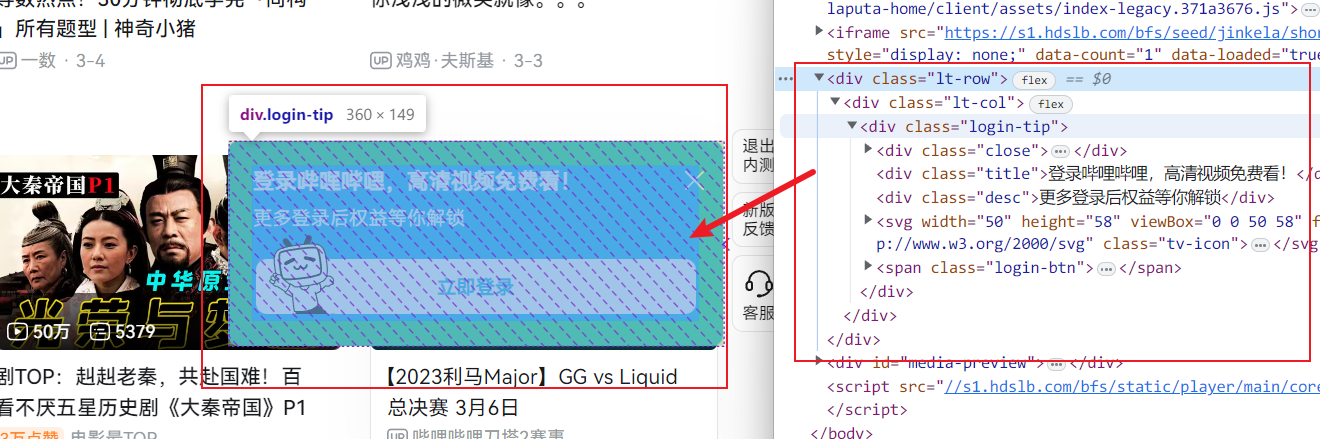 」所有题型 | 神奇小猪
UP 一数 · 3-4
UP 鸡鸡·夫斯基 · 3-3
div.login-tip 360 × 149
登录哔哩哔哩，高清视频免费看！
更多登录后权益等你解锁
立即登录
退出
内测
新版
反馈
客服
大秦帝国P1
中华原
50万 5379
剧TOP：赳赳老秦，共赴国难！百
看不厌五星历史剧《大秦帝国》P1
【2023利马Major】GG vs Liquid
总决赛 3月6日
laputa-home/client/assets/index-legacy.371a3676.js">
<iframe src="https://s1.hdslb.com/bfs/seed/jinkela/shor
style="display: none;" data-count="1" data-loaded="true
<div class="lt-row"> flex == $0
<div class="lt-col"> flex
<div class="login-tip">
<div class="close"> </div>
<div class="title">登录哔哩哔哩，高清视频免费看！</d
<div class="desc">更多登录后权益等你解锁</div>
<svg width="50" height="58" viewBox="0 0 50 58" f
p://www.w3.org/2000/svg" class="tv-icon"> </svg
<span class="login-btn"> </span>
</div>
</div>
</div>
<div id="media-preview"> </div>
<script src="//s1.hdslb.com/bfs/static/player/main/core
</script>
</body>